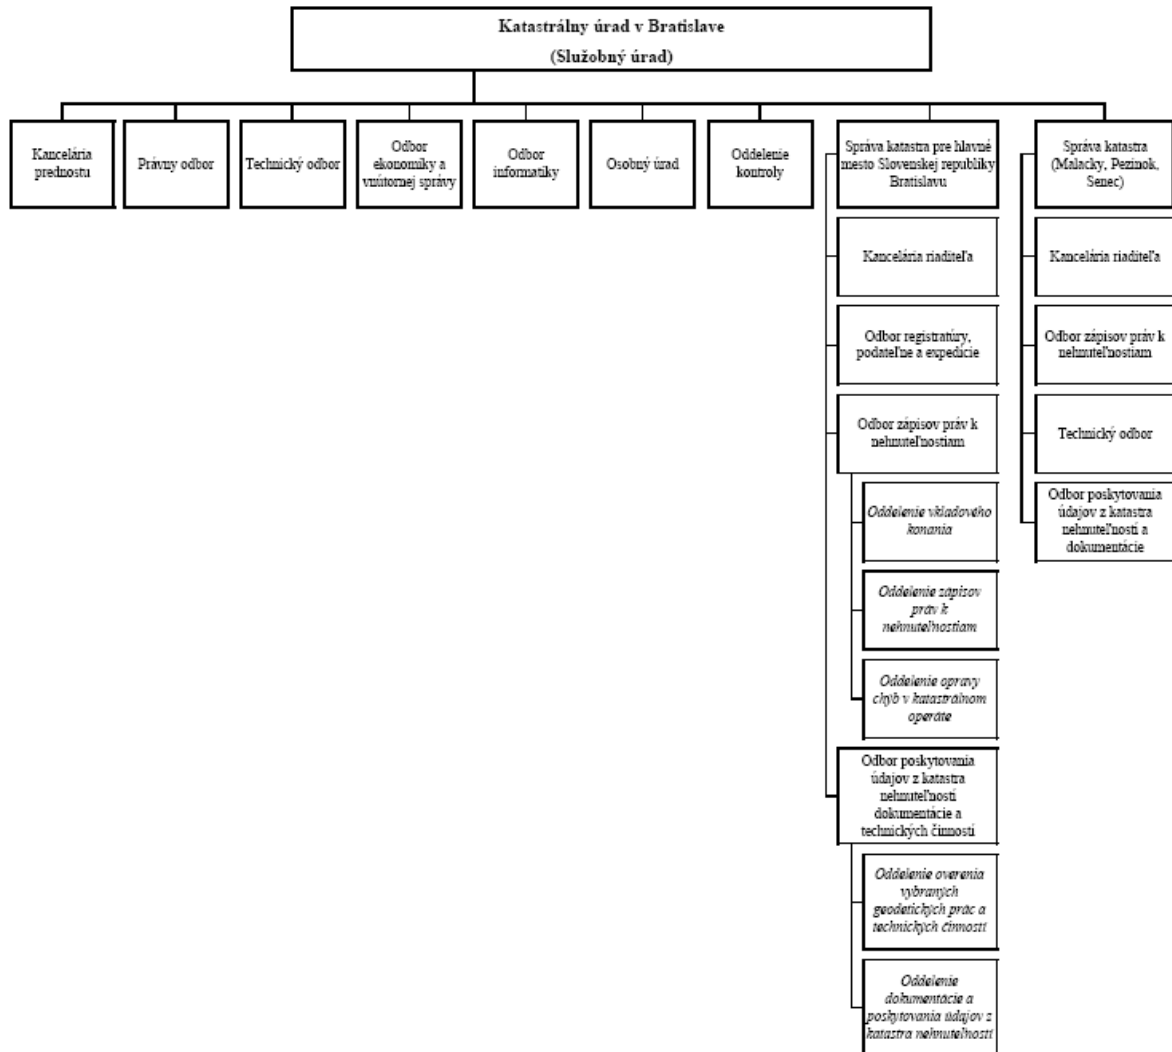 Katastrálny úrad v Bratislave
(Služobný úrad)
Kancelária
prednostu
Právny odbor
Technický odbor
Odbor
ekonomiky a
vnútornej správy
Odbor
informatiky
Osobný úrad
Oddelenie
kontroly
Správa katastra pre hlavné
mesto Slovenskej republiky
Bratislavu
Správa katastra
(Malacky, Pezinok,
Senec)
Kancelária riaditeľa
Odbor registratúry,
podateľne a expedície
Odbor zápisov práv k
nehnuteľnostiam
Oddelenie vkladového
konania
Oddelenie zápisov
práv k
nehnuteľnostiam
Oddelenie opravy
chýb v katastrálnom
operáte
Odbor poskytovania
údajov z katastra
nehnuteľností
dokumentácie a
technických činností
Oddelenie overenia
vybraných
geodetických prác a
technických činností
Oddelenie
dokumentácie a
poskytovania údajov z
katastra nehnuteľností
Kancelária riaditeľa
Odbor zápisov práv k
nehnuteľnostiam
Technický odbor
Odbor poskytovania
údajov z katastra
nehnuteľností a
dokumentácie